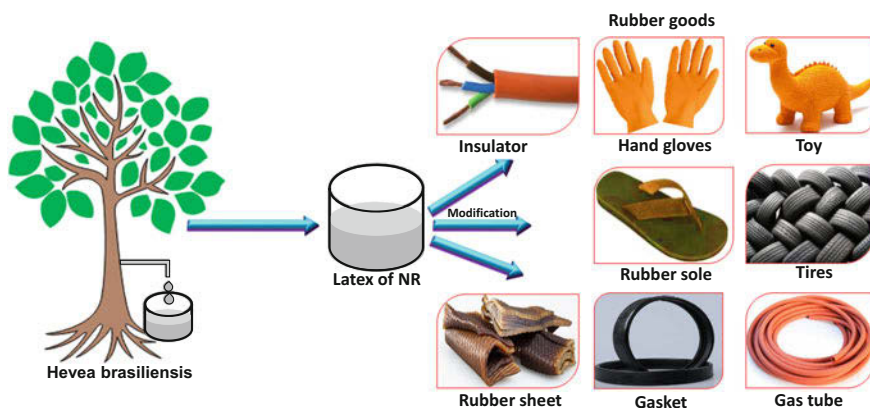 Rubber goods
Insulator
Hand gloves
Toy
Modification
Latex of NR
Rubber sole
Tires
Hevea brasiliensis
Rubber sheet
Gasket
Gas tube